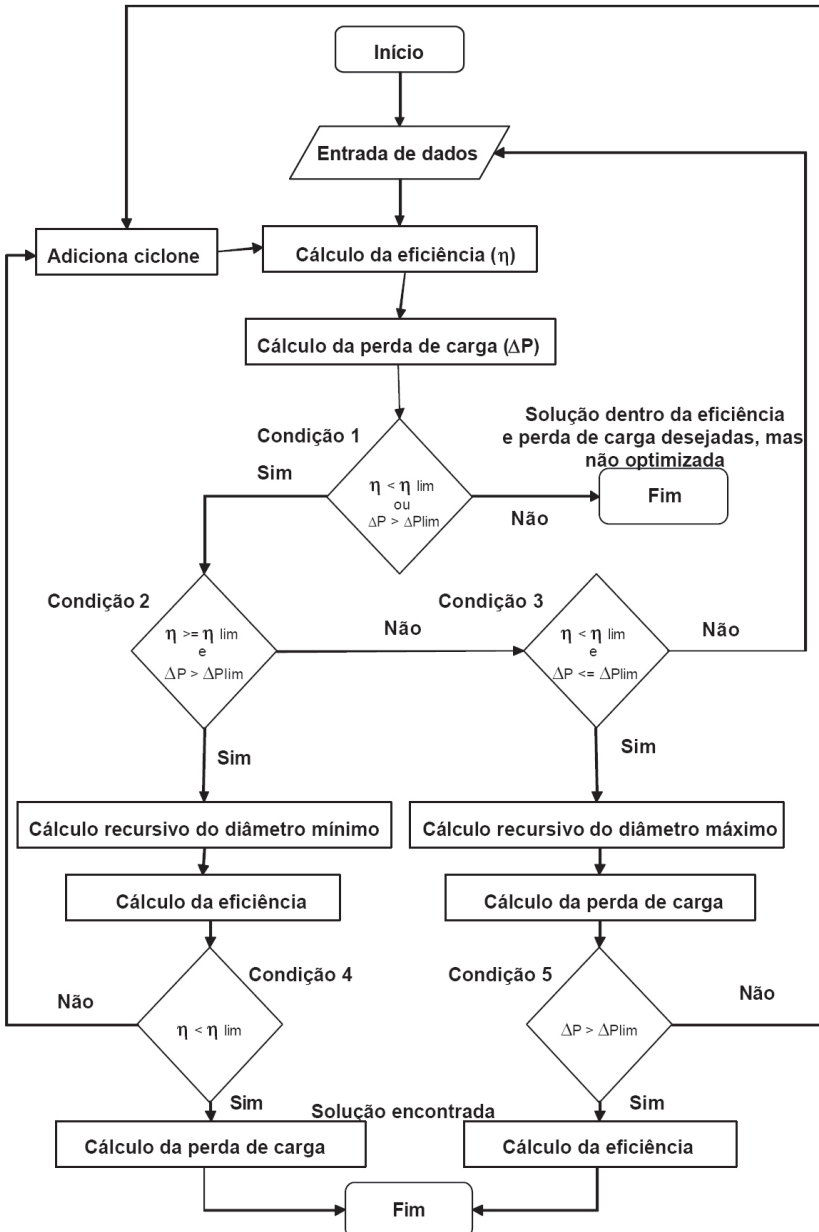 Início
Entrada de dados
Adiciona ciclone
Cálculo da eficiência (η)
Cálculo da perda de carga (ΔP)
Condição 1
Solução dentro da eficiência
e perda de carga desejadas, mas
não optimizada
Sim
η < η lim
ou
ΔP > ΔPlim
Não
Fim
Condição 2
Condição 3
η >= η lim
e
ΔP > ΔPlim
Não
η < η lim
e
ΔP <= ΔPlim
Não
Sim
Sim
Cálculo recursivo do diâmetro mínimo
Cálculo recursivo do diâmetro máximo
Cálculo da eficiência
Cálculo da perda de carga
Condição 4
Condição 5
Não
η < η lim
ΔP > ΔPlim
Não
Sim
Solução encontrada
Sim
Cálculo da perda de carga
Cálculo da eficiência
Fim